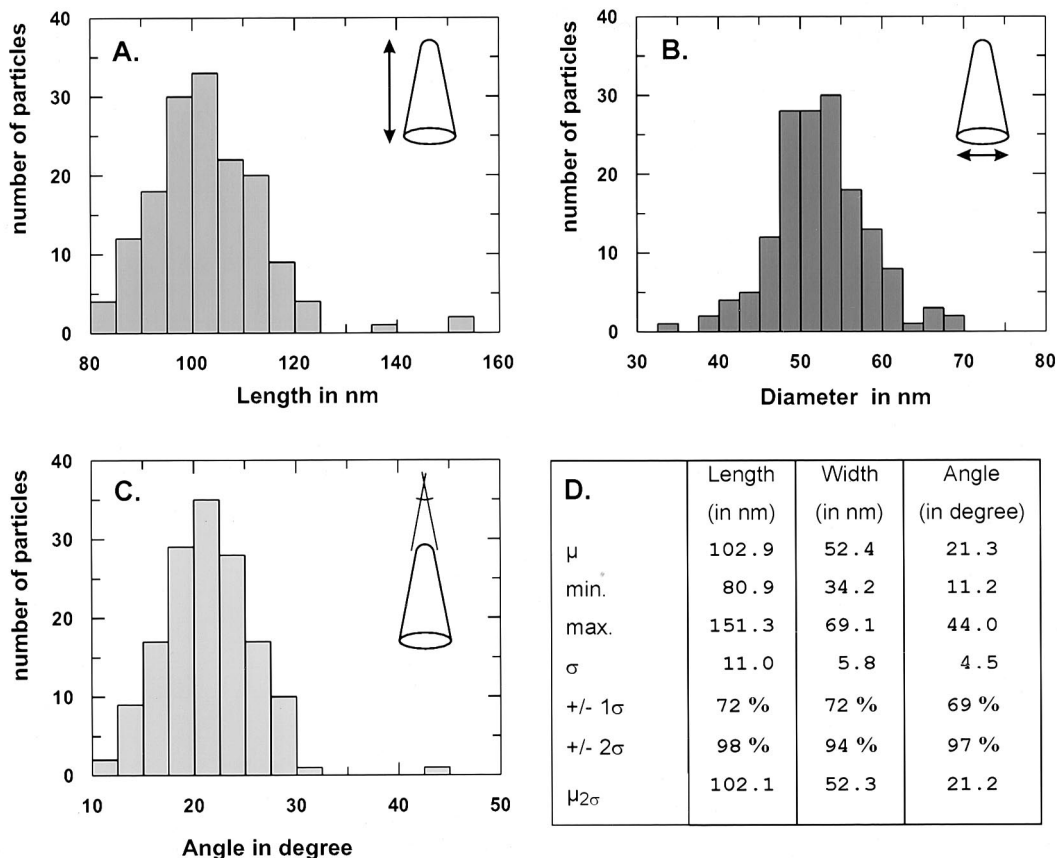 A.
number of particles
40
30
20
10
0
80 100 120 140 160
Length in nm
B.
number of particles
40
30
20
10
0
30 40 50 60 70 80
Diameter in nm
C.
number of particles
40
30
20
10
0
10 20 30 40 50
Angle in degree
D. Length Width Angle
(in nm) (in nm) (in degree)
μ 102.9 52.4 21.3
min. 80.9 34.2 11.2
max. 151.3 69.1 44.0
σ 11.0 5.8 4.5
+/- 1σ 72 % 72 % 69 %
+/- 2σ 98 % 94 % 97 %
μ2σ 102.1 52.3 21.2